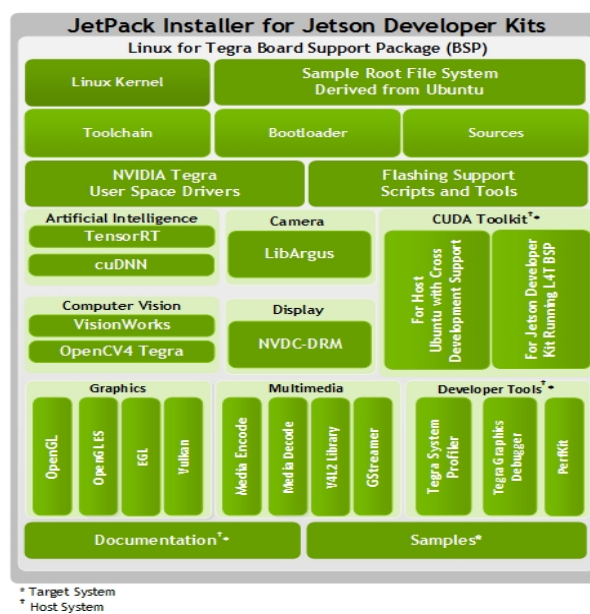 JetPack Installer for Jetson Developer Kits
Linux for Tegra Board Support Package (BSP)
Linux Kernel
Sample Root File System
Derived from Ubuntu
Toolchain
Bootloader
Sources
NVIDIA Tegra
User Space Drivers
Flashing Support
Scripts and Tools
Artificial Intelligence
TensorRT
cuDNN
Camera
LibArgus
CUDA Toolkit†*
For Host
Ubuntu with Cross
Development Support
For Jetson Developer
Kit Running L4T BSP
Computer Vision
VisionWorks
OpenCV4 Tegra
Display
NVDC-DRM
Graphics
OpenGL
OpenGL ES
EGL
Vulkan
Multimedia
Media Encode
Media Decode
V4L2 Library
GStreamer
Developer Tools†*
Tegra System
Profiler
Tegra Graphics
Debugger
PerfKit
Documentation†*
Samples*
* Target System
† Host System